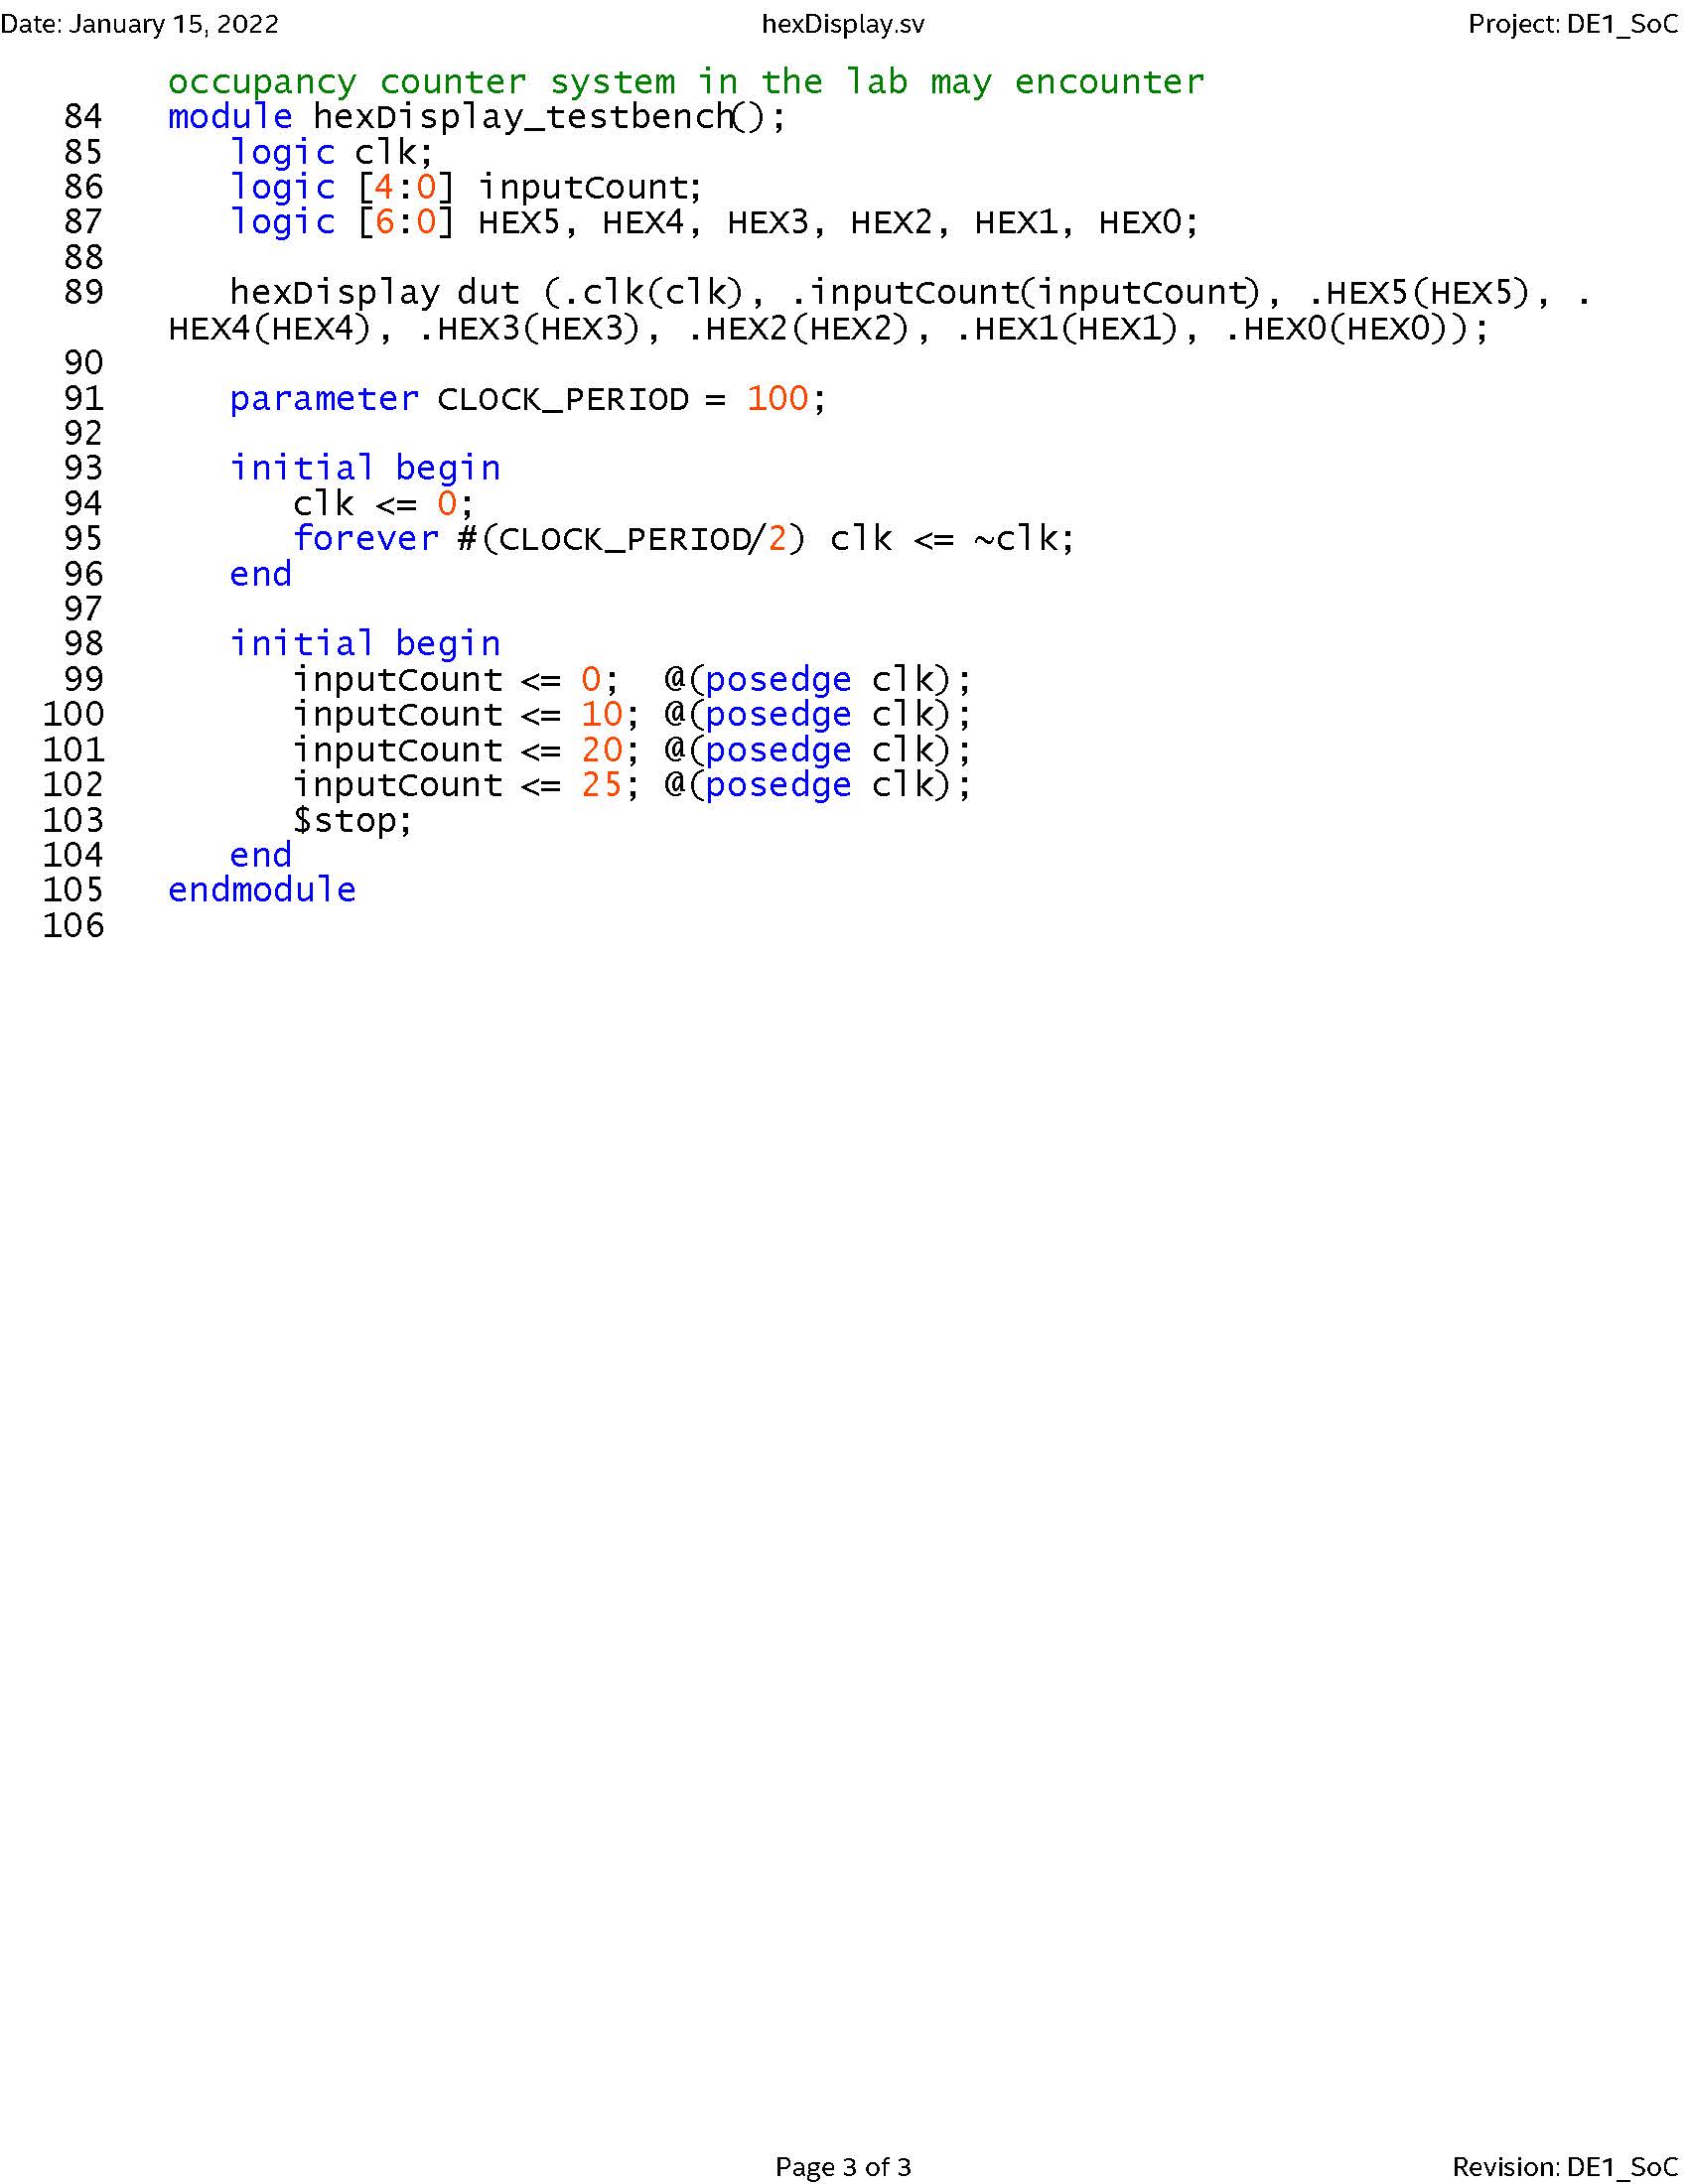 Date: January 15, 2022 hexDisplay.sv Project: DE1_SoC
occupancy counter system in the lab may encounter
84 module hexDisplay_testbench();
85 logic clk;
86 logic [4:0] inputCount;
87 logic [6:0] HEX5, HEX4, HEX3, HEX2, HEX1, HEX0;
88
89 hexDisplay dut (.clk(clk), .inputCount(inputCount), .HEX5(HEX5), .
HEX4(HEX4), .HEX3(HEX3), .HEX2(HEX2), .HEX1(HEX1), .HEX0(HEX0));
90
91 parameter CLOCK_PERIOD = 100;
92
93 initial begin
94 clk <= 0;
95 forever #(CLOCK_PERIOD/2) clk <= ~clk;
96 end
97
98 initial begin
99 inputCount <= 0; @(posedge clk);
100 inputCount <= 10; @(posedge clk);
101 inputCount <= 20; @(posedge clk);
102 inputCount <= 25; @(posedge clk);
103 $stop;
104 end
105 endmodule
106
Page 3 of 3 Revision: DE1_SoC